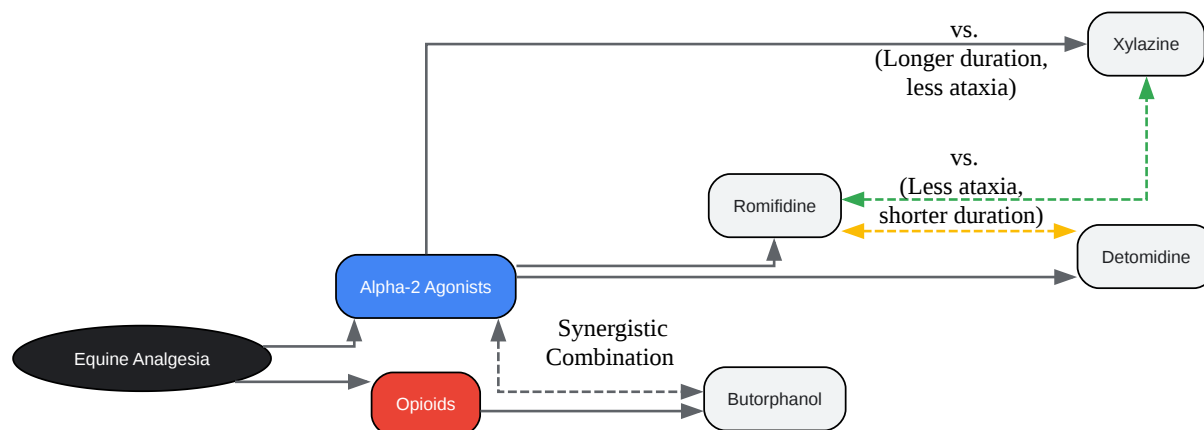 vs.
(Longer duration,
less ataxia)
Xylazine
vs.
(Less ataxia,
shorter duration)
Romifidine
Detomidine
Alpha-2 Agonists
Synergistic
Combination
Equine Analgesia
Opioids
Butorphanol